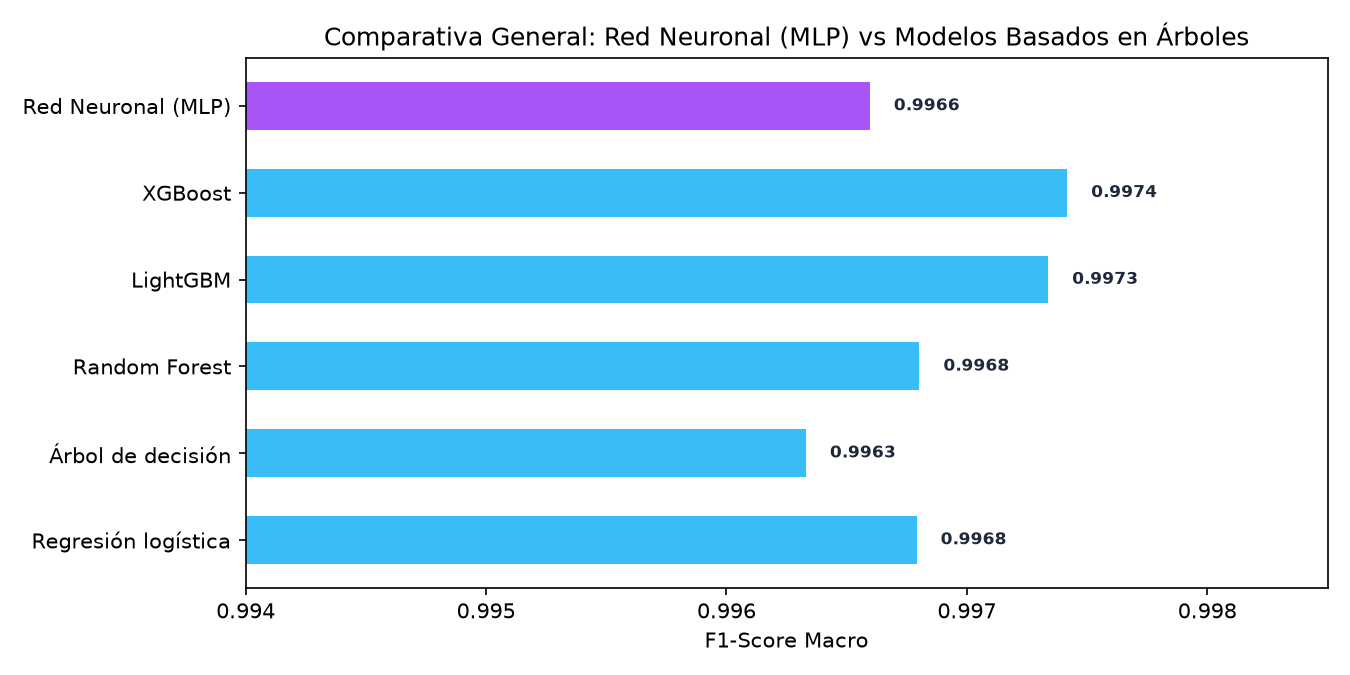 Comparativa General: Red Neuronal (MLP) vs Modelos Basados en Árboles
Red Neuronal (MLP)
0.9966
XGBoost
0.9974
LightGBM
0.9973
Random Forest
0.9968
Árbol de decisión
0.9963
Regresión logística
0.9968
0.994 0.995 0.996 0.997 0.998
F1-Score Macro